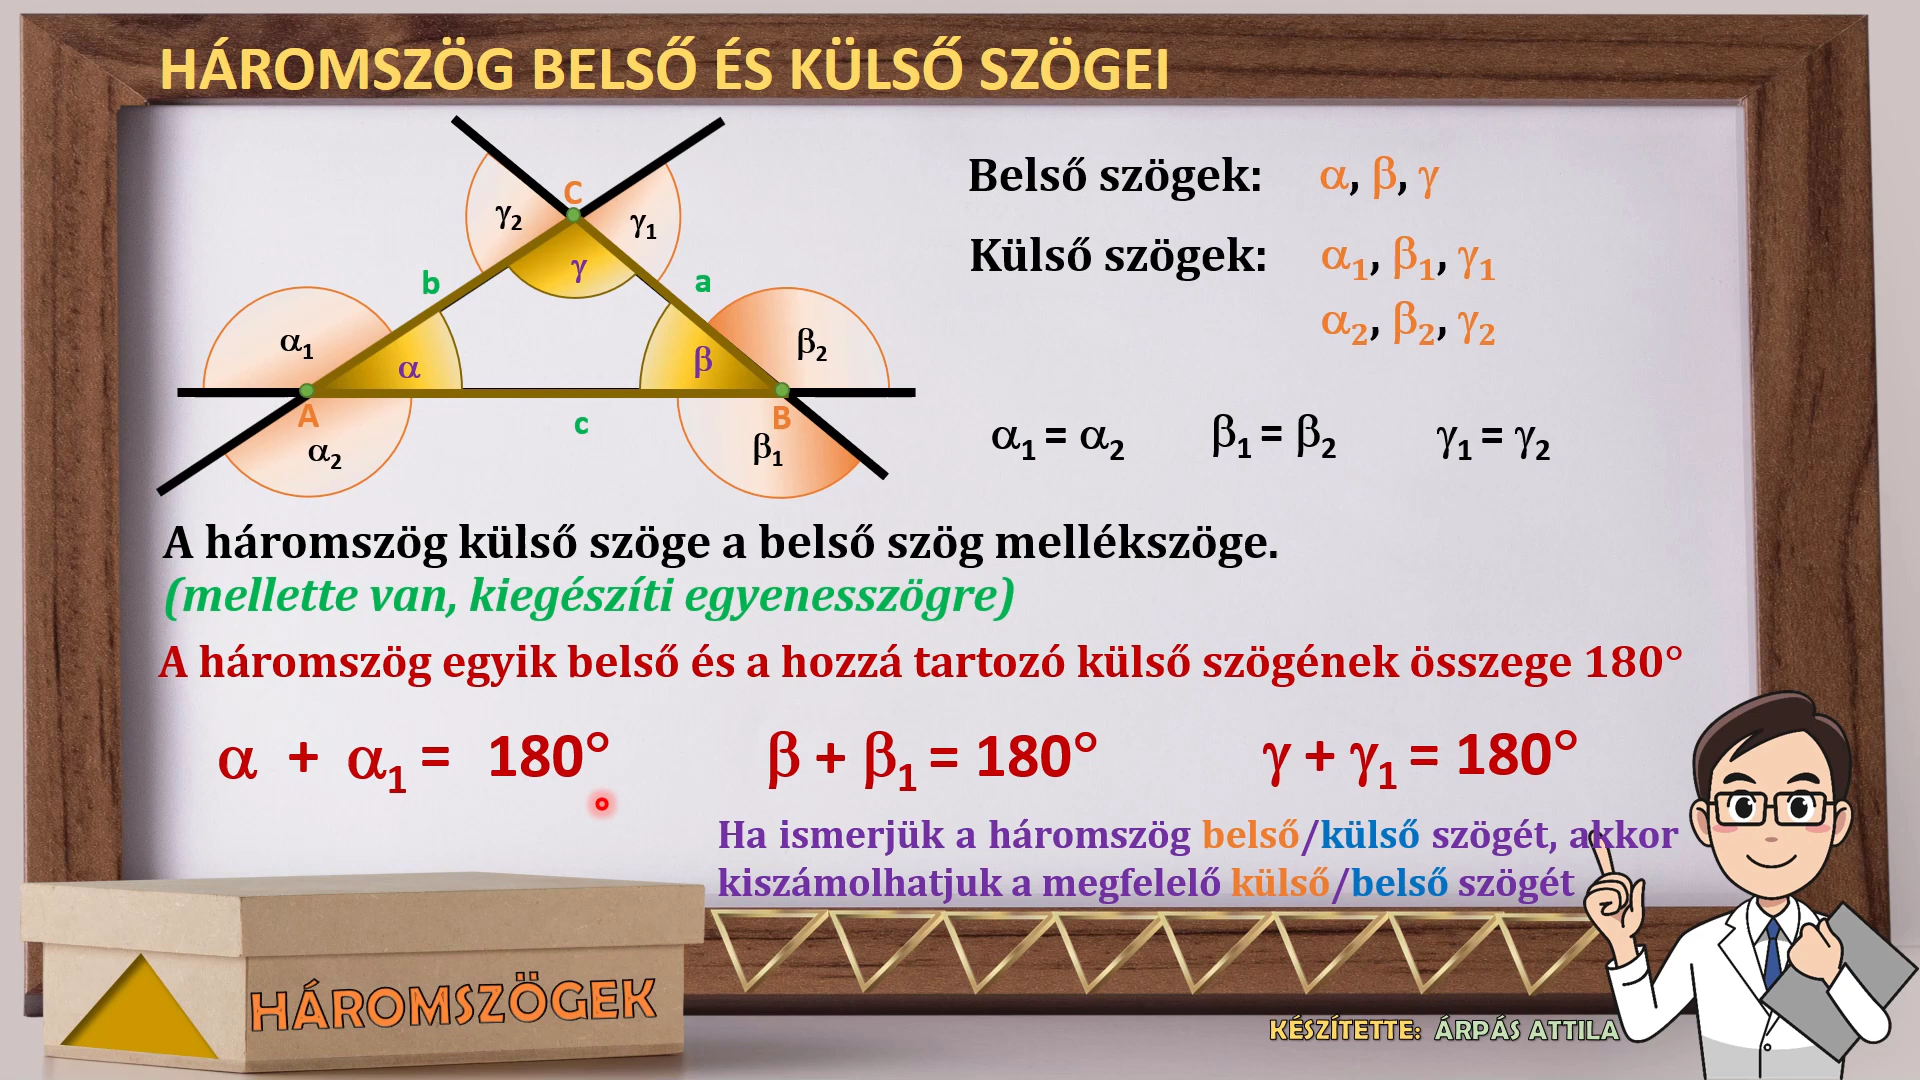 HÁROMSZÖG BELSŐ ÉS KÜLSŐ SZÖGEI
C
γ₂
γ₁
γ
b
a
α₁
α
β
β₂
A
c
B
α₂
β₁
Belső szögek: α, β, γ
Külső szögek: α₁, β₁, γ₁
α₂, β₂, γ₂
α₁ = α₂ β₁ = β₂ γ₁ = γ₂
A háromszög külső szöge a belső szög mellékszöge.
(mellette van, kiegészíti egyenesszögre)
A háromszög egyik belső és a hozzá tartozó külső szögének összege 180°
α + α₁ = 180° β + β₁ = 180° γ + γ₁ = 180°
Ha ismerjük a háromszög belső/külső szögét, akkor
kiszámolhatjuk a megfelelő külső/belső szögét
HÁROMSZÖGEK
KÉSZÍTETTE: ÁRPÁS ATTILA